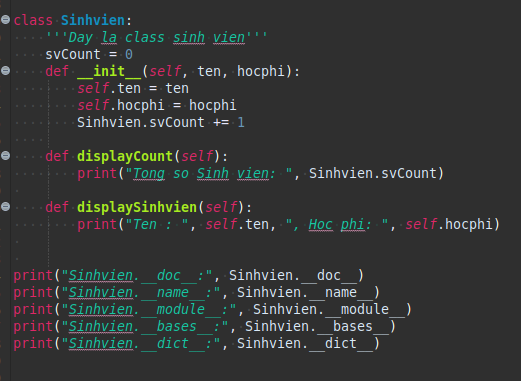 class Sinhvien:
    '''Day la class sinh vien'''
    svCount = 0
    def __init__(self, ten, hocphi):
        self.ten = ten
        self.hocphi = hocphi
        Sinhvien.svCount += 1
    def displayCount(self):
        print("Tong so Sinh vien: ", Sinhvien.svCount)
    def displaySinhvien(self):
        print("Ten : ", self.ten, ", Hoc phi: ", self.hocphi)
print("Sinhvien.__doc__:", Sinhvien.__doc__)
print("Sinhvien.__name__:", Sinhvien.__name__)
print("Sinhvien.__module__:", Sinhvien.__module__)
print("Sinhvien.__bases__:", Sinhvien.__bases__)
print("Sinhvien.__dict__:", Sinhvien.__dict__)